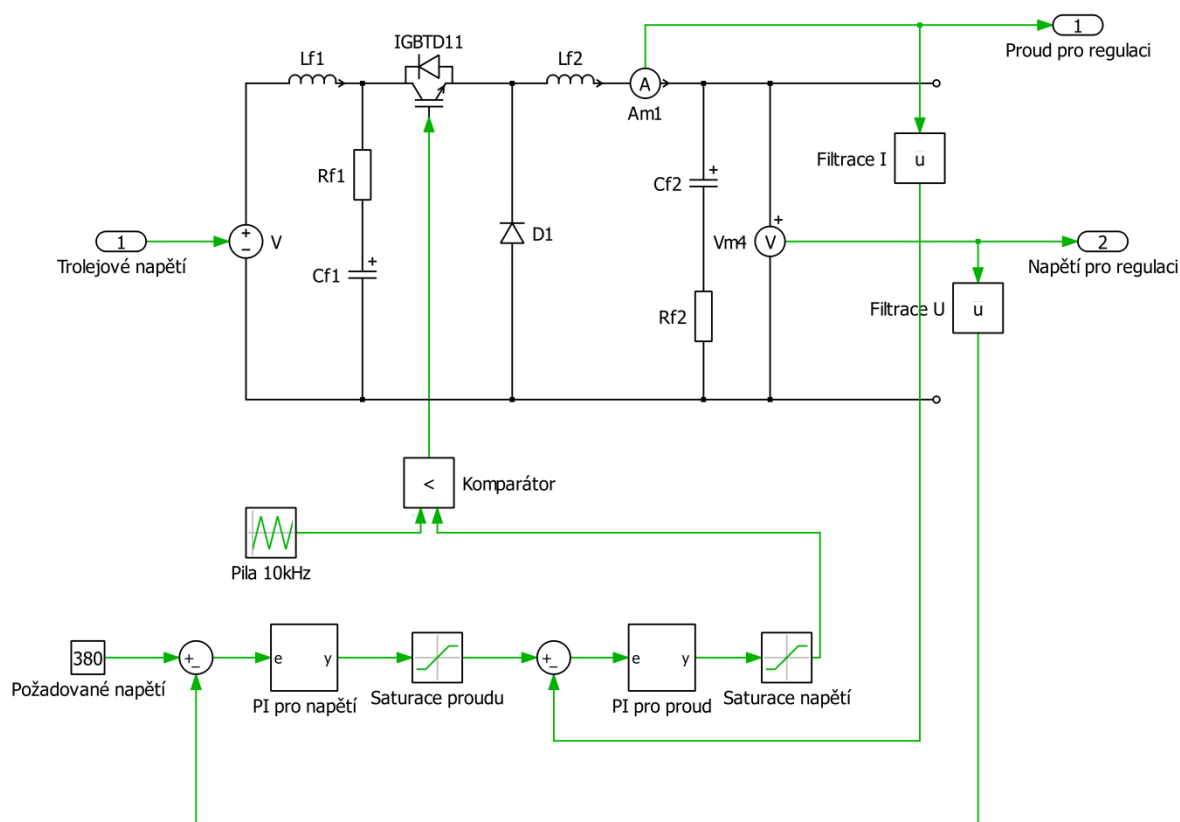 IGBTD11
1
Lf1
Lf2
Proud pro regulaci
A
Am1
Filtrace I
u
Rf1
Cf2
+
1
+
−
V
D1
Vm4
V
+
2
Trolejové napětí
Napětí pro regulaci
Cf1
+
Filtrace U
u
Rf2
<
Komparátor
Pila 10kHz
380
+
−
e
y
+
−
e
y
Požadované napětí
PI pro napětí
Saturace proudu
PI pro proud
Saturace napětí